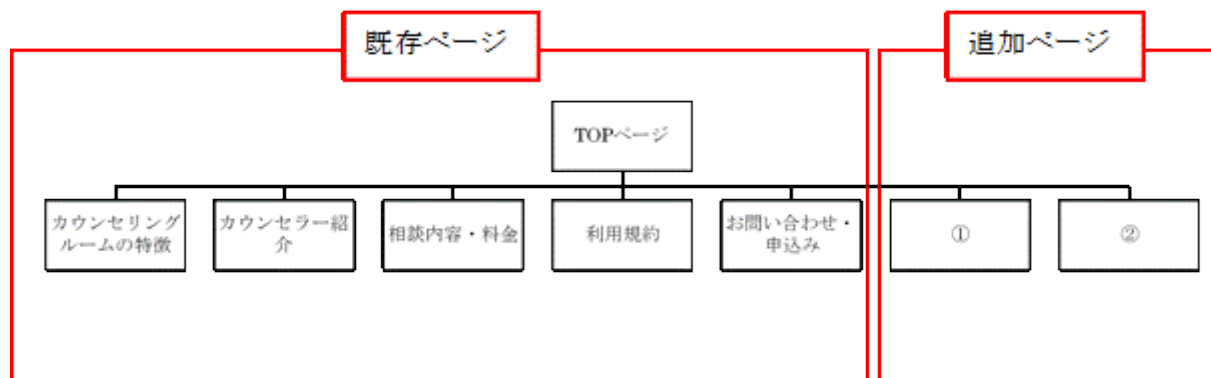 既存ページ
追加ページ
TOPページ
カウンセリング
ルームの特徴
カウンセラー紹
介
相談内容・料金
利用規約
お問い合わせ・
申込み
①
②